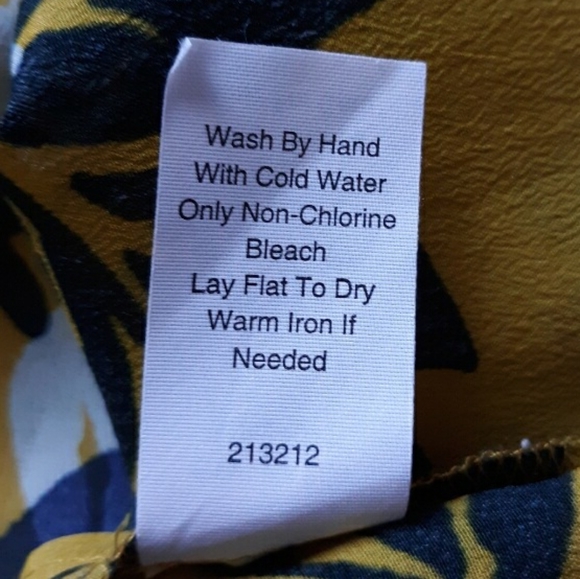 Wash By Hand
With Cold Water
Only Non-Chlorine
Bleach
Lay Flat To Dry
Warm Iron If
Needed
213212